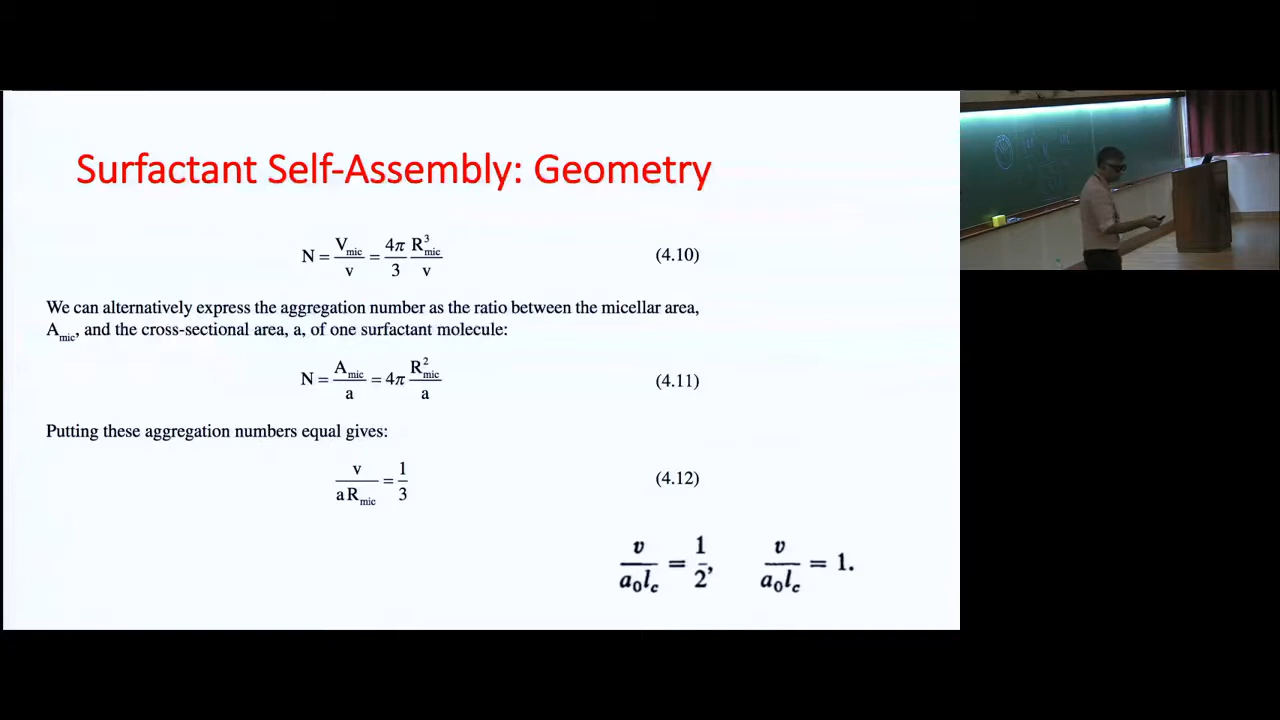 Surfactant Self-Assembly: Geometry
N = V_mic / v = 4π/3 R³_mic / v (4.10)
We can alternatively express the aggregation number as the ratio between the micellar area,
A_mic, and the cross-sectional area, a, of one surfactant molecule:
N = A_mic / a = 4π R²_mic / a (4.11)
Putting these aggregation numbers equal gives:
v / a R_mic = 1/3 (4.12)
v / a₀l_c = 1/2, v / a₀l_c = 1.